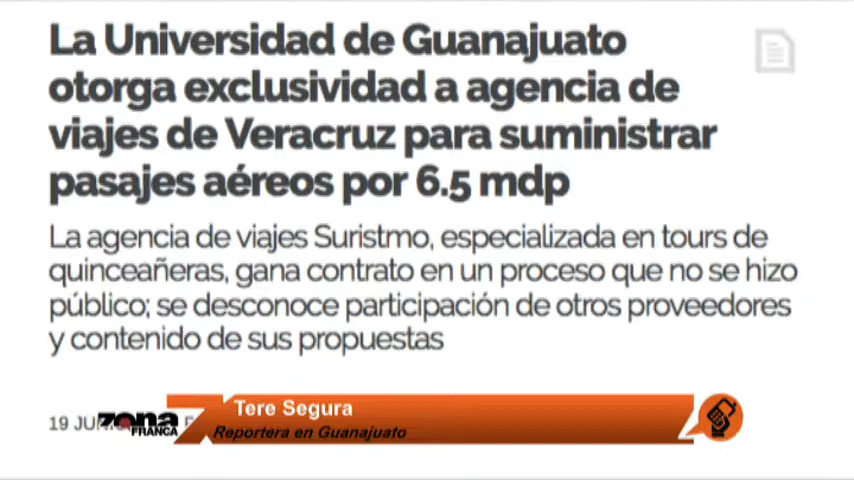 La Universidad de Guanajuato
otorga exclusividad a agencia de
viajes de Veracruz para suministrar
pasajes aéreos por 6.5 mdp
La agencia de viajes Suristmo, especializada en tours de
quinceañeras, gana contrato en un proceso que no se hizo
público; se desconoce participación de otros proveedores
y contenido de sus propuestas
Tere Segura
19
zona
FRANCA
Reportera en Guanajuato